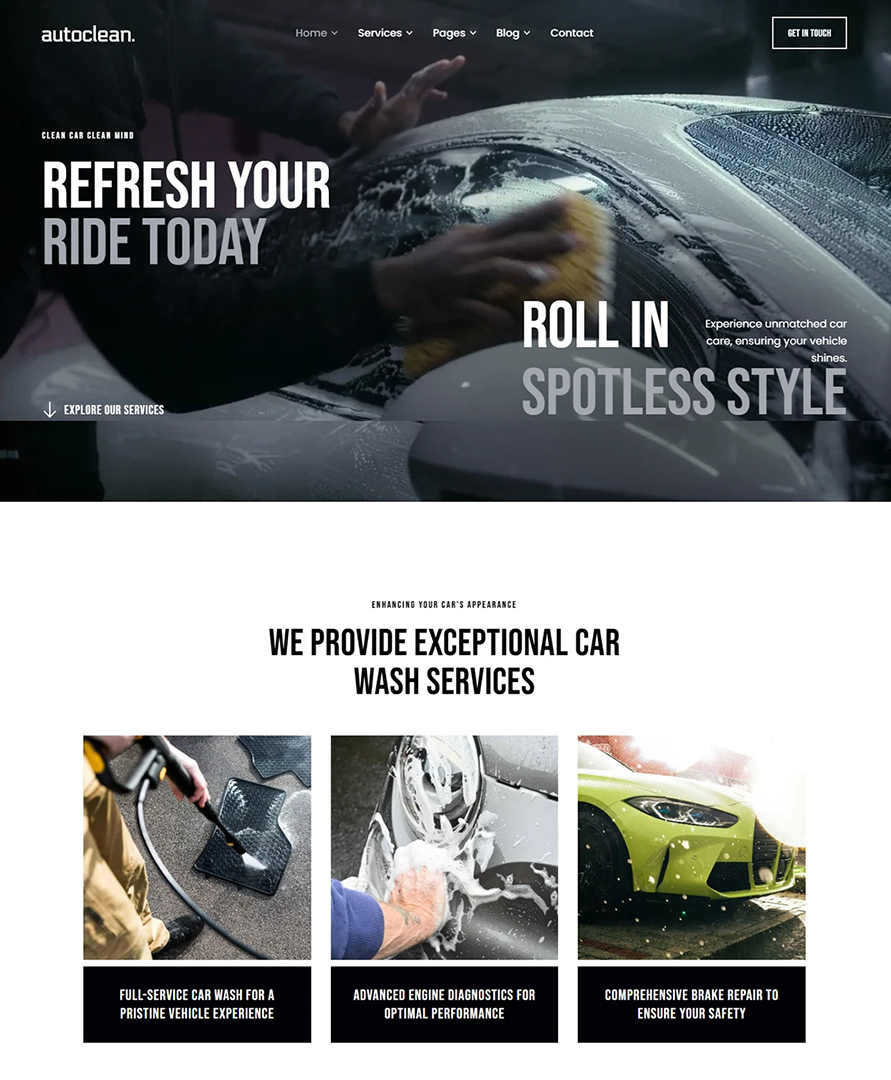 autoclean.
Home Services Pages Blog Contact
GET IN TOUCH
CLEAN CAR CLEAN MIND
REFRESH YOUR
RIDE TODAY
ROLL IN
Experience unmatched car
care, ensuring your vehicle
shines.
SPOTLESS STYLE
EXPLORE OUR SERVICES
ENHANCING YOUR CAR'S APPEARANCE
WE PROVIDE EXCEPTIONAL CAR
WASH SERVICES
FULL-SERVICE CAR WASH FOR A
PRISTINE VEHICLE EXPERIENCE
ADVANCED ENGINE DIAGNOSTICS FOR
OPTIMAL PERFORMANCE
COMPREHENSIVE BRAKE REPAIR TO
ENSURE YOUR SAFETY